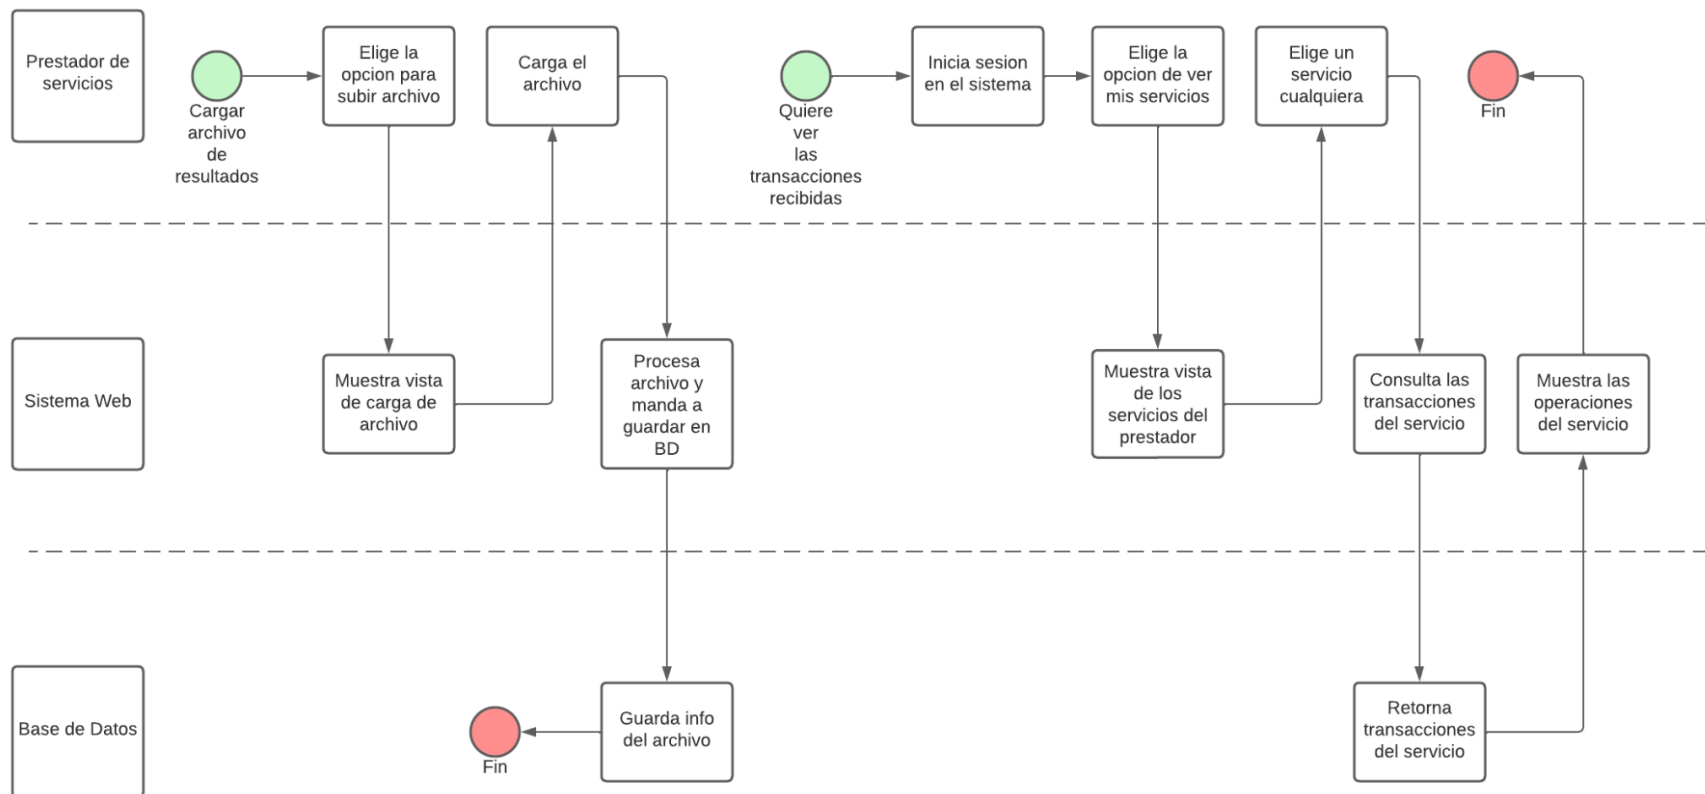 Prestador de
servicios
Cargar
archivo
de
resultados
Elige la
opcion para
subir archivo
Carga el
archivo
Quiere
ver
las
transacciones
recibidas
Inicia sesion
en el sistema
Elige la
opcion de ver
mis servicios
Elige un
servicio
cualquiera
Fin
Sistema Web
Muestra vista
de carga de
archivo
Procesa
archivo y
manda a
guardar en
BD
Muestra vista
de los
servicios del
prestador
Consulta las
transacciones
del servicio
Muestra las
operaciones
del servicio
Base de Datos
Fin
Guarda info
del archivo
Retorna
transacciones
del servicio